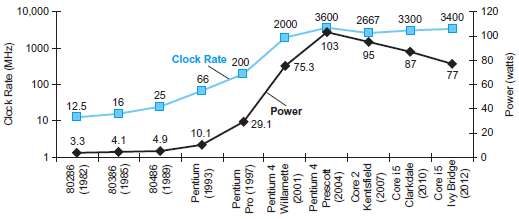 10,000
1000
100
10
1
Clock Rate (MHz)
120
100
80
60
40
20
0
Power (watts)
12.5
16
25
66
200
2000
3600
2667
3300
3400
Clock Rate
3.3
4.1
4.9
10.1
29.1
75.3
103
95
87
77
Power
80286
(1982)
80386
(1985)
80486
(1989)
Pentium
(1993)
Pentium
Pro (1997)
Pentium 4
Willamette
(2001)
Pentium 4
Prescott
(2004)
Core 2
Kentsfield
(2007)
Core i5
Clarkdale
(2010)
Core i5
Ivy Bridge
(2012)